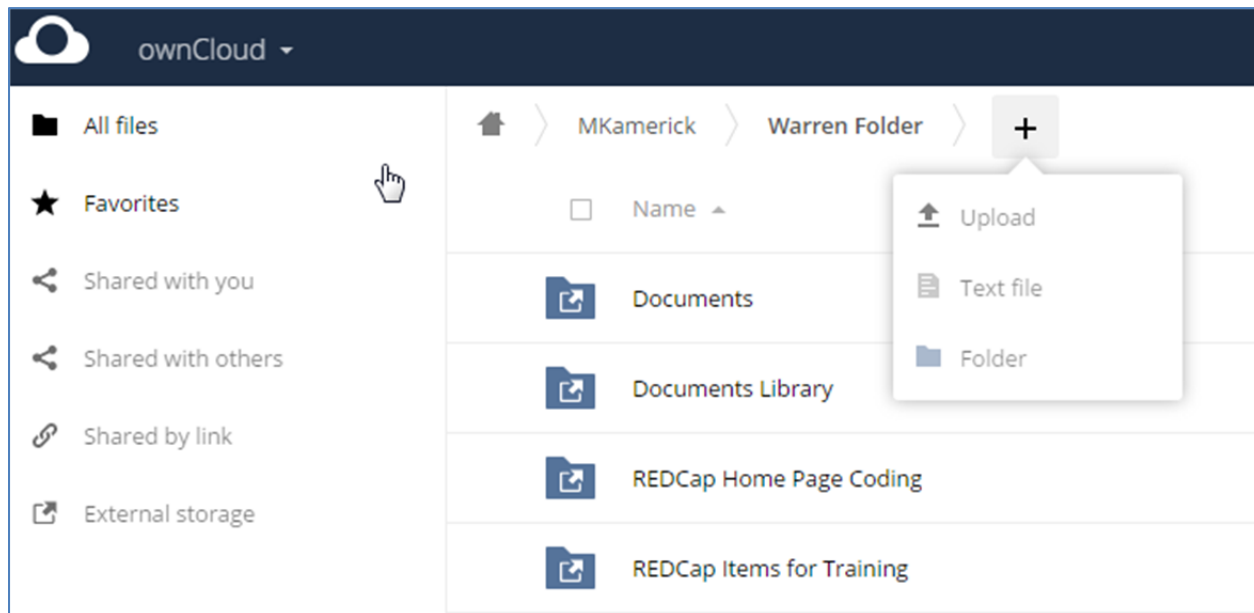 ownCloud
All files
Favorites
Shared with you
Shared with others
Shared by link
External storage
MKamerick
Warren Folder
+
Upload
Text file
Folder
Name
Documents
Documents Library
REDCap Home Page Coding
REDCap Items for Training